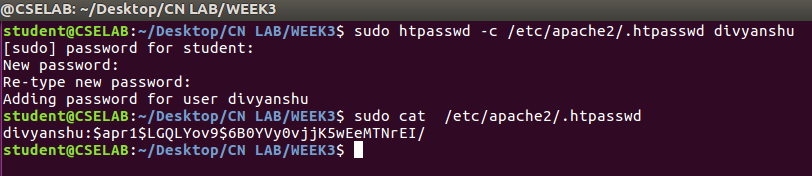 @CSELAB: ~/Desktop/CN LAB/WEEK3
student@CSELAB:~/Desktop/CN LAB/WEEK3$ sudo htpasswd -c /etc/apache2/.htpasswd divyanshu
[sudo] password for student:
New password:
Re-type new password:
Adding password for user divyanshu
student@CSELAB:~/Desktop/CN LAB/WEEK3$ sudo cat  /etc/apache2/.htpasswd
divyanshu:$apr1$LGQLYov9$6B0YVy0vjjK5wEeMTNrEI/
student@CSELAB:~/Desktop/CN LAB/WEEK3$